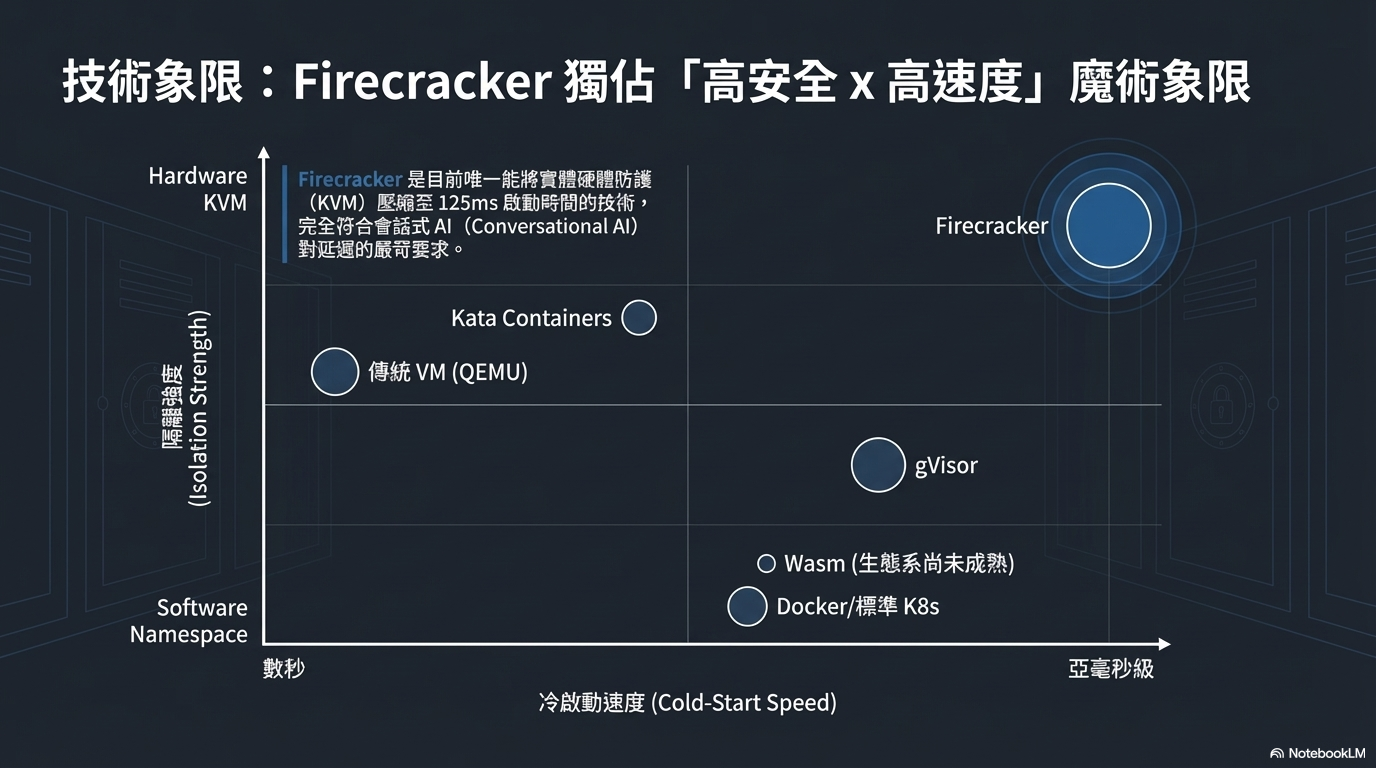 技術象限：Firecracker 獨佔「高安全 x 高速度」魔術象限
Hardware
KVM
Firecracker 是目前唯一能將實體硬體防護
（KVM）壓縮至 125ms 啟動時間的技術，
完全符合會話式 AI（Conversational AI）
對延遲的嚴苛要求。
Firecracker
Kata Containers
傳統 VM (QEMU)
隔離強度
(Isolation Strength)
gVisor
Wasm (生態系尚未成熟)
Docker/標準 K8s
Software
Namespace
數秒
亞毫秒級
冷啟動速度 (Cold-Start Speed)
NotebookLM